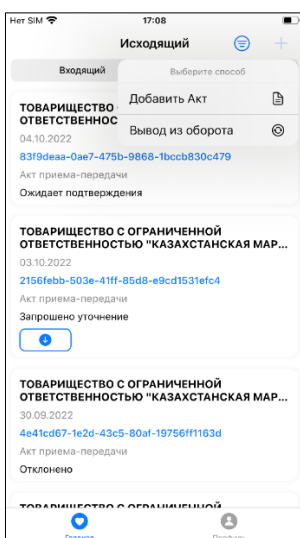 Нет SIM 17:08
Исходящий
Входящий
Выберите способ
Добавить Акт
Вывод из оборота
ТОВАРИЩЕСТВО
ОТВЕТСТВЕННОС
04.10.2022
83f9deaa-0ae7-475b-9868-1bccb830c479
Акт приема-передачи
Ожидает подтверждения
ТОВАРИЩЕСТВО С ОГРАНИЧЕННОЙ
ОТВЕТСТВЕННОСТЬЮ "КАЗАХСТАНСКАЯ МАР...
03.10.2022
2156febb-503e-41ff-85d8-e9cd1531efc4
Акт приема-передачи
Запрошено уточнение
ТОВАРИЩЕСТВО С ОГРАНИЧЕННОЙ
ОТВЕТСТВЕННОСТЬЮ "КАЗАХСТАНСКАЯ МАР...
30.09.2022
4e41cd67-1e2d-43c5-80af-19756ff1163d
Акт приема-передачи
Отклонено
ТОВАРИЩЕСТВО С ОГРАНИЧЕННОЙ
Главная Профиль